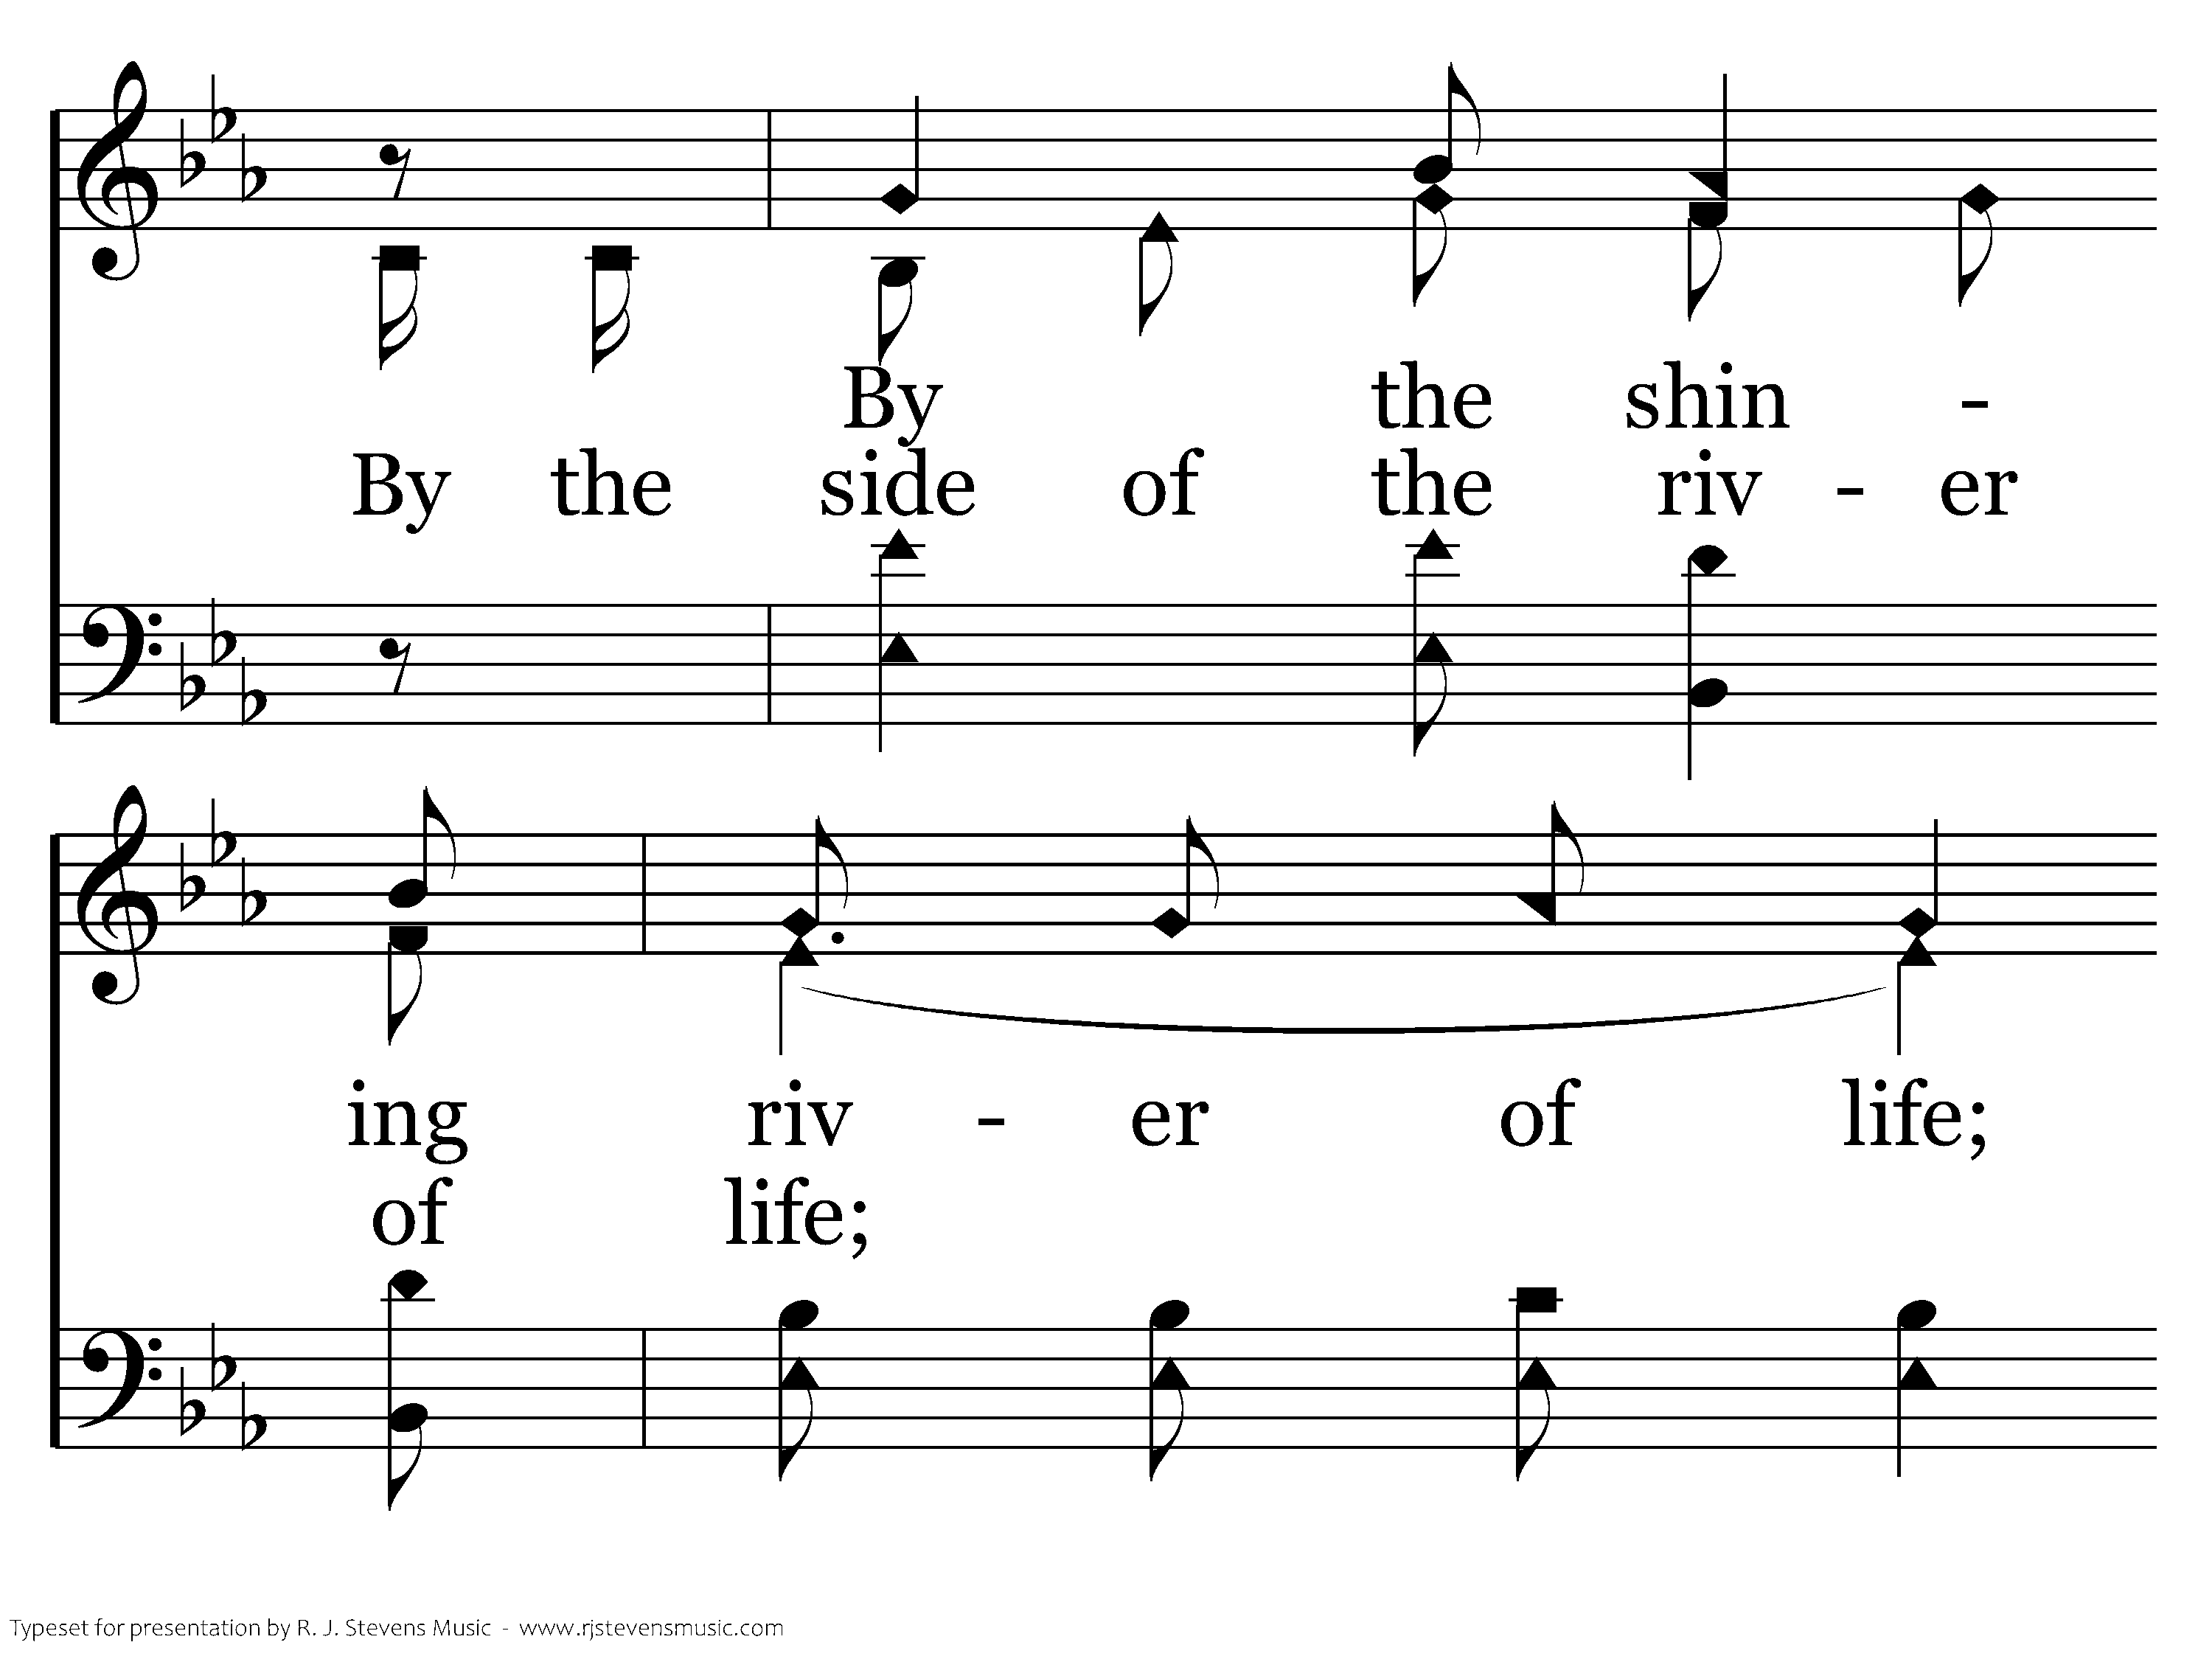 By the shin -
By the side of the riv - er
ing riv - er of life;
of life;
Typeset for presentation by R. J. Stevens Music - www.rjstevensmusic.com